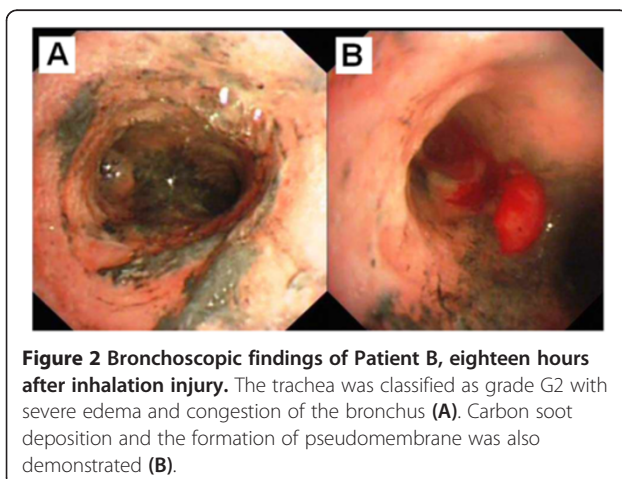 A
B
Figure 2 Bronchoscopic findings of Patient B, eighteen hours
after inhalation injury. The trachea was classified as grade G2 with
severe edema and congestion of the bronchus (A). Carbon soot
deposition and the formation of pseudomembrane was also
demonstrated (B).